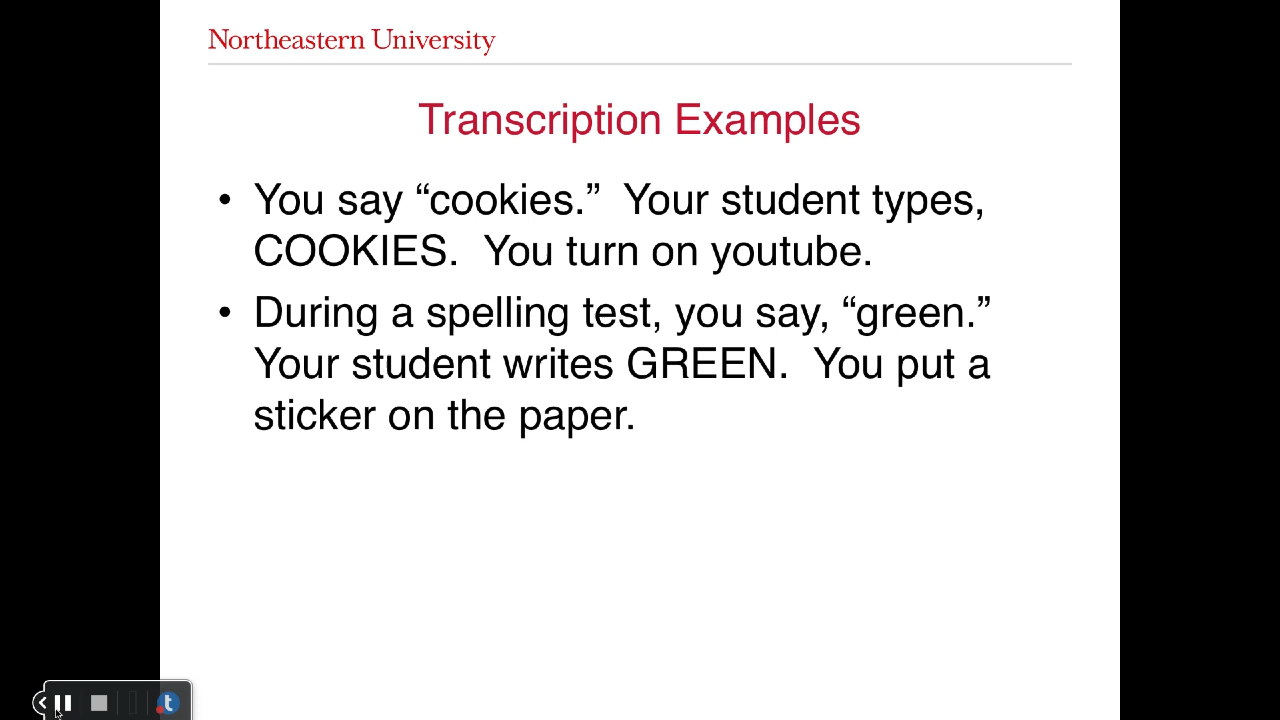 Northeastern University
Transcription Examples
• You say “cookies.”  Your student types,
COOKIES.  You turn on youtube.
• During a spelling test, you say, “green.”
Your student writes GREEN.  You put a
sticker on the paper.
t